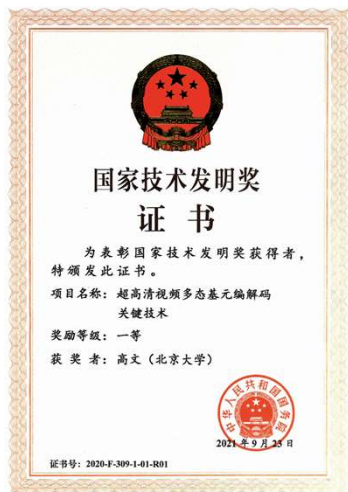 国家技术发明奖
证书
为表彰国家技术发明奖获得者，
特颁发此证书。
项目名称：超高清视频多态基元编解码
关键技术
奖励等级：一等
获奖者：高文（北京大学）
中华人民共和国国务院
2021年9月23日
证书号：2020-F-309-1-01-R01